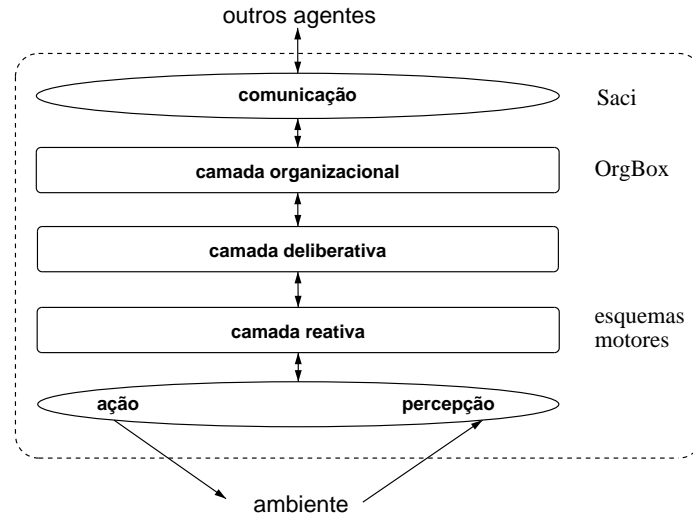 outros agentes
comunicação
Saci
camada organizacional
OrgBox
camada deliberativa
camada reativa
esquemas
motores
ação
percepção
ambiente